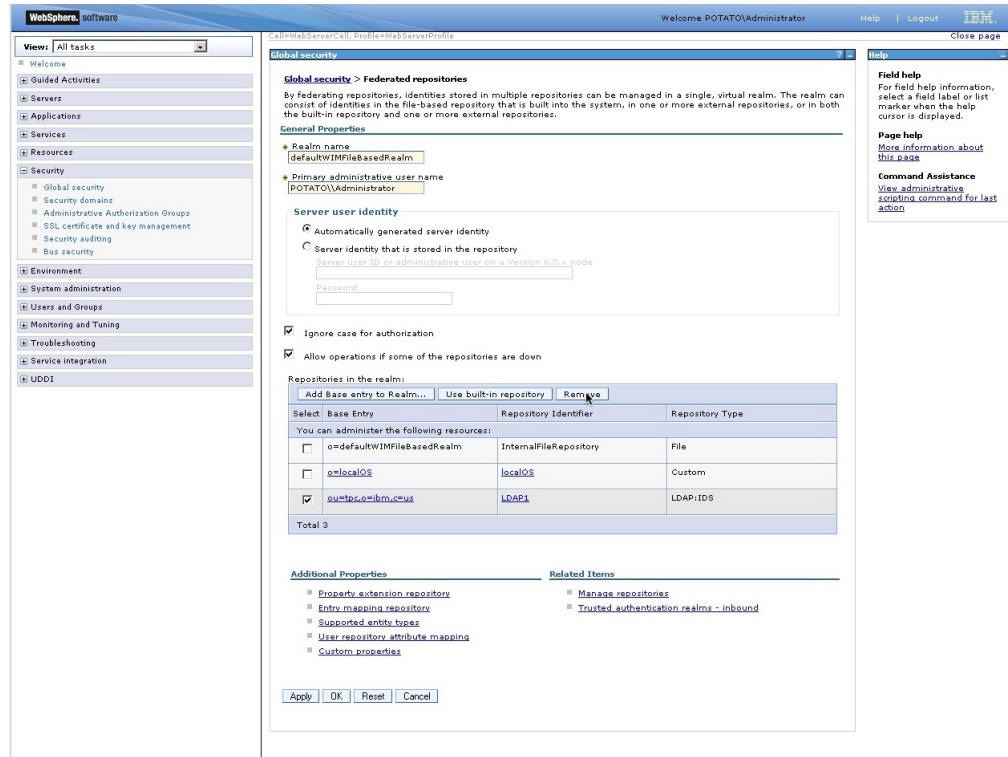 WebSphere. software
Welcome POTATO\Administrator
Help | Logout
IBM.
View: All tasks
Welcome
Guided Activities
Servers
Applications
Services
Resources
Security
Global security
Security domains
Administrative Authorization Groups
SSL certificate and key management
Security auditing
Bus security
Environment
System administration
Users and Groups
Monitoring and Tuning
Troubleshooting
Service integration
UDDI
Cell=WebServerCell, Profile=WebServerProfile
Close page
Global security
? -
Global security > Federated repositories
By federating repositories, identities stored in multiple repositories can be managed in a single, virtual realm. The realm can
consist of identities in the file-based repository that is built into the system, in one or more external repositories, or in both
the built-in repository and one or more external repositories.
General Properties
* Realm name
defaultWIMFileBasedRealm
* Primary administrative user name
POTATO\\Administrator
Server user identity
Automatically generated server identity
Server identity that is stored in the repository
Server user ID or administrative user on a Version 6.0.x node
Password
Ignore case for authorization
Allow operations if some of the repositories are down
Repositories in the realm:
Add Base entry to Realm... Use built-in repository Remove
Select Base Entry Repository Identifier Repository Type
You can administer the following resources:
o=defaultWIMFileBasedRealm InternalFileRepository File
o=localOS localOS Custom
ou=tpc,o=ibm,c=us LDAP1 LDAP:IDS
Total 3
Additional Properties
Property extension repository
Entry mapping repository
Supported entity types
User repository attribute mapping
Custom properties
Related Items
Manage repositories
Trusted authentication realms - inbound
Apply OK Reset Cancel
Help
Field help
For field help information,
select a field label or list
marker when the help
cursor is displayed.
Page help
More information about
this page
Command Assistance
View administrative
scripting command for last
action